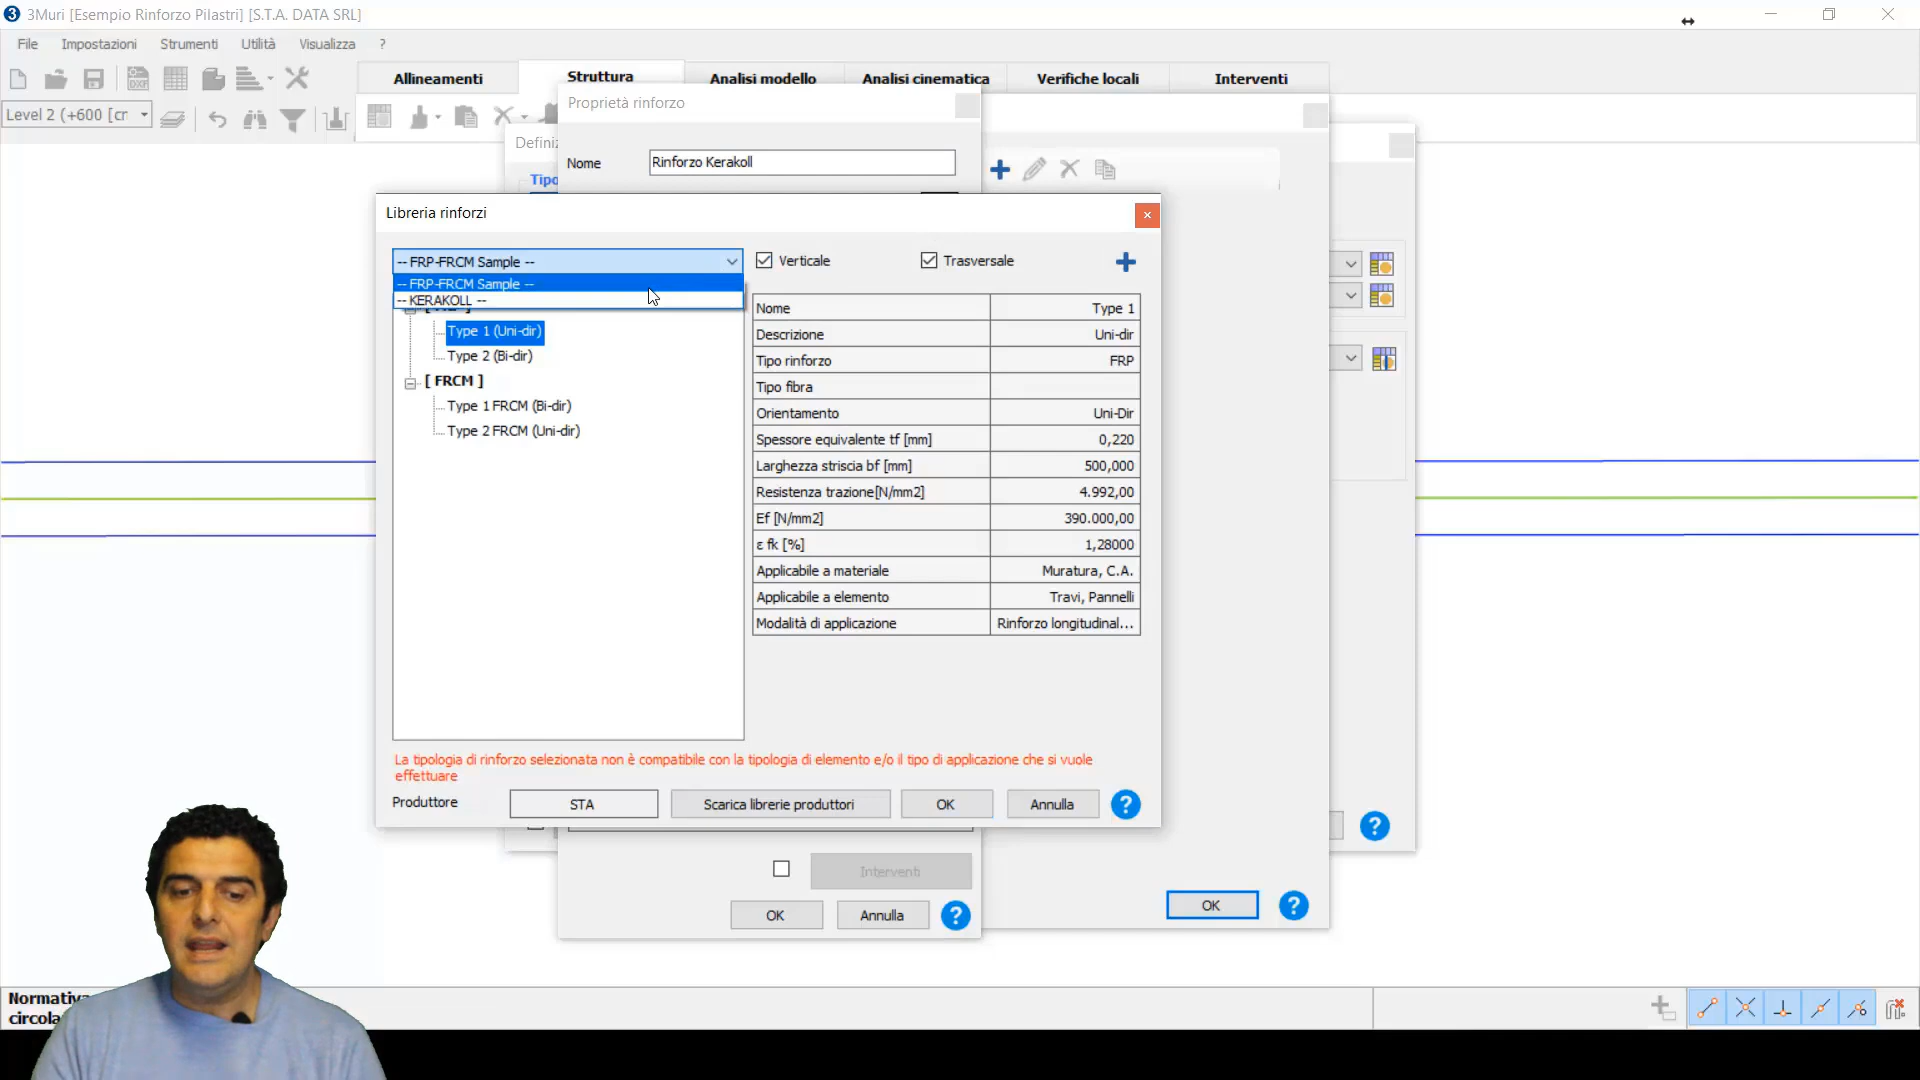 3Muri [Esempio Rinforzo Pilastri] [S.T.A. DATA SRL]
File Impostazioni Strumenti Utilità Visualizza ?
Allineamenti Struttura Analisi modello Analisi cinematica Verifiche locali Interventi
Level 2 (+600 [cr
Proprietà rinforzo
Defini
Nome Rinforzo Kerakoll
Tipo
Libreria rinforzi
-- FRP-FRCM Sample --
Verticale
Trasversale
-- FRP-FRCM Sample --
-- KERAKOLL --
Type 1 (Uni-dir)
Type 2 (Bi-dir)
[ FRCM ]
Type 1 FRCM (Bi-dir)
Type 2 FRCM (Uni-dir)
Nome Type 1
Descrizione Uni-dir
Tipo rinforzo FRP
Tipo fibra
Orientamento Uni-Dir
Spessore equivalente tf [mm] 0,220
Larghezza striscia bf [mm] 500,000
Resistenza trazione[N/mm2] 4.992,00
Ef [N/mm2] 390.000,00
ε fk [%] 1,28000
Applicabile a materiale Muratura, C.A.
Applicabile a elemento Travi, Pannelli
Modalità di applicazione Rinforzo longitudinal...
La tipologia di rinforzo selezionata non è compatibile con la tipologia di elemento e/o il tipo di applicazione che si vuole
effettuare
Produttore STA Scarica librerie produttori OK Annulla ?
?
Interventi
OK Annulla ?
OK ?
Normativa
circola